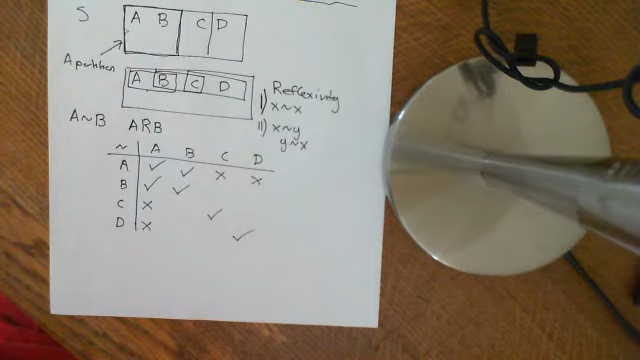 S
A B C D
A partition
A B C D
Reflexivity
i) x~x
A~B ARB
ii) x~y
y~x
~ A B C D
A ✓ ✓ x x
B ✓ ✓
C x ✓
D x ✓